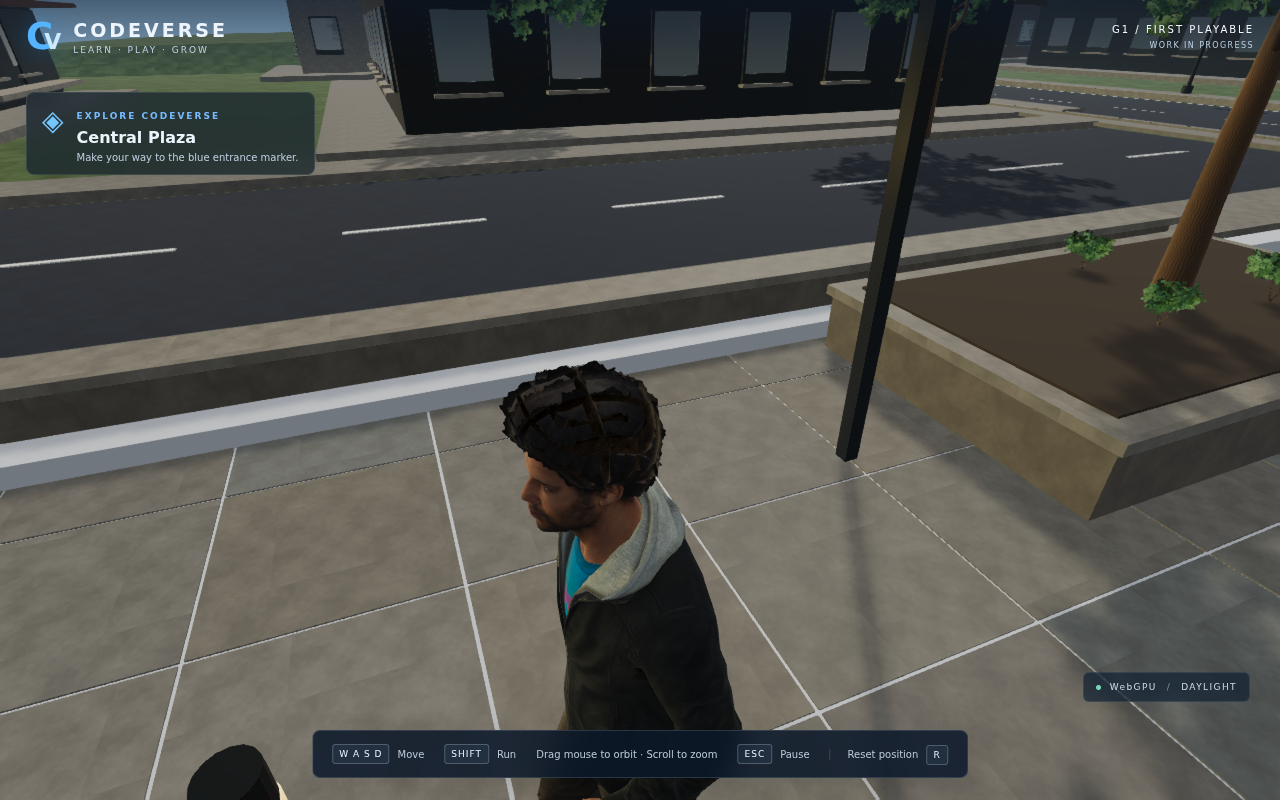 CV CODEVERSE
LEARN · PLAY · GROW
G1 / FIRST PLAYABLE
WORK IN PROGRESS
EXPLORE CODEVERSE
Central Plaza
Make your way to the blue entrance marker.
WebGPU / DAYLIGHT
W A S D Move SHIFT Run Drag mouse to orbit · Scroll to zoom ESC Pause Reset position R